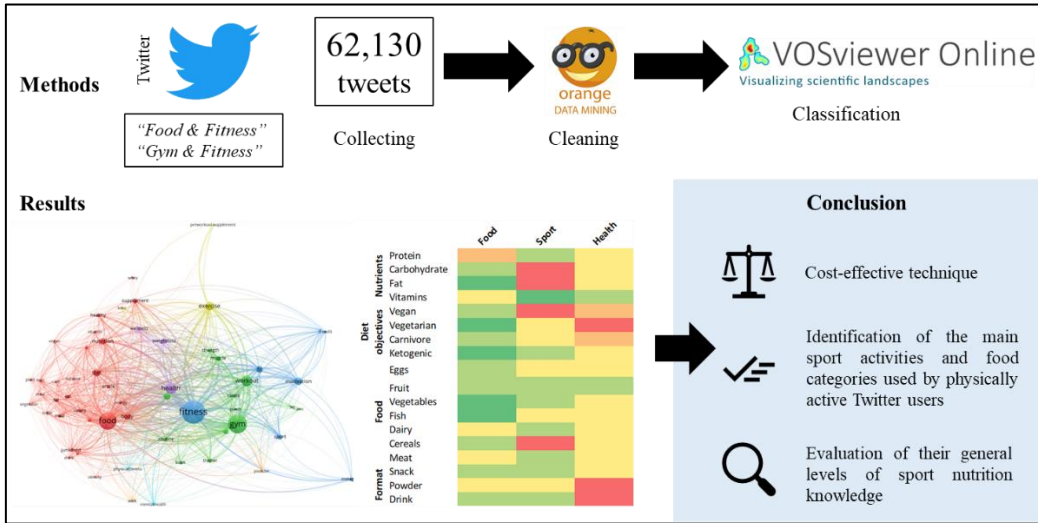 Methods
Twitter
“Food & Fitness”
“Gym & Fitness”
62,130
tweets
Collecting
orange
DATA MINING
Cleaning
VOSviewer Online
Visualizing scientific landscapes
Classification
Results
food
fitness
gym
health
workout
exercise
supplement
nutrition
sport
Food
Sport
Health
Nutrients
Protein
Carbohydrate
Fat
Vitamins
Diet
objectives
Vegan
Vegetarian
Carnivore
Ketogenic
Food
Eggs
Fruit
Vegetables
Fish
Dairy
Cereals
Meat
Format
Snack
Powder
Drink
Conclusion
Cost-effective technique
Identification of the main
sport activities and food
categories used by physically
active Twitter users
Evaluation of their general
levels of sport nutrition
knowledge